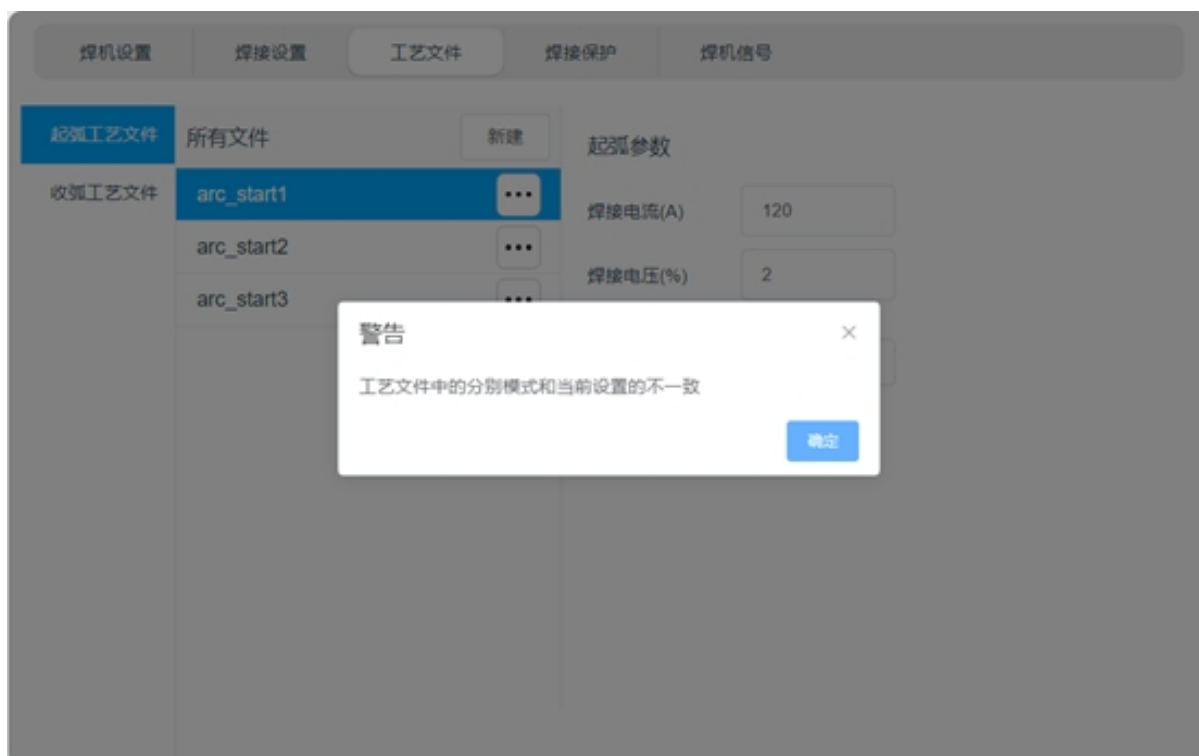 焊机设置 焊接设置 工艺文件 焊接保护 焊机信号
起弧工艺文件 所有文件 新建 起弧参数
收弧工艺文件 arc_start1 ••• 焊接电流(A) 120
arc_start2 ••• 焊接电压(%) 2
arc_start3 •••
警告 ×
工艺文件中的分别模式和当前设置的不一致
确定